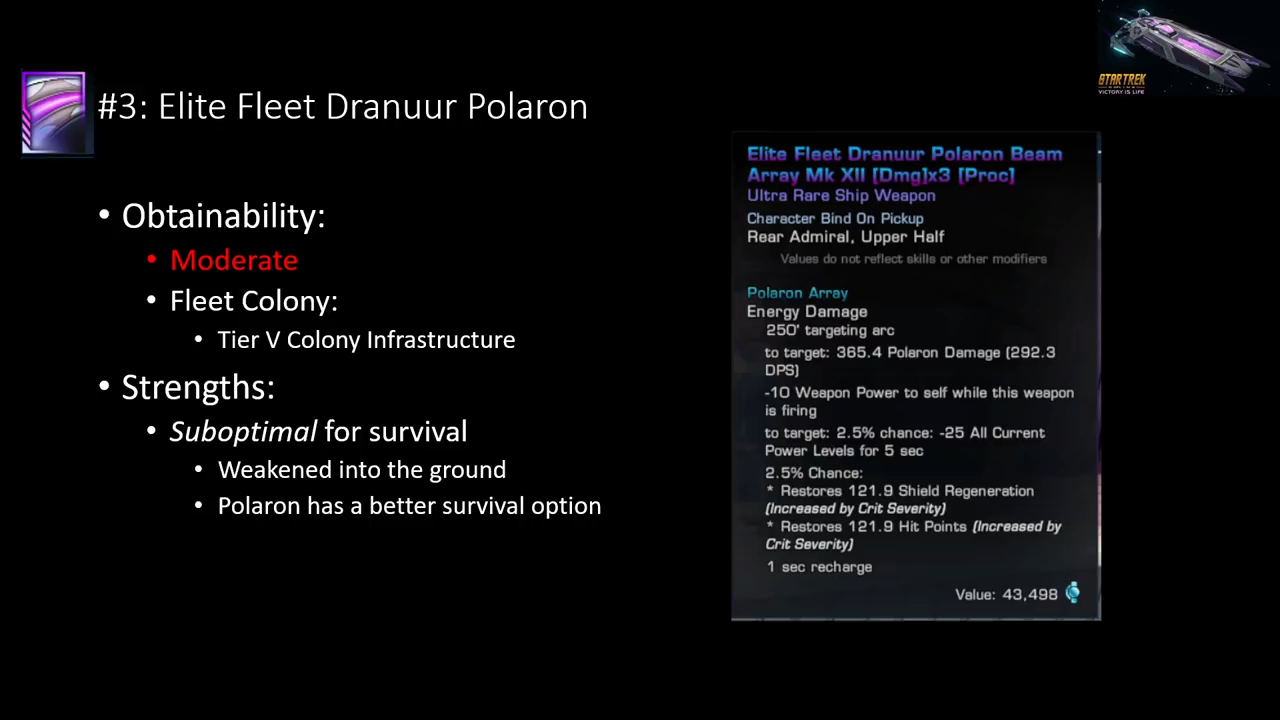 STAR TREK
VICTORY IS LIFE
#3: Elite Fleet Dranuur Polaron
• Obtainability:
• Moderate
• Fleet Colony:
• Tier V Colony Infrastructure
• Strengths:
• Suboptimal for survival
• Weakened into the ground
• Polaron has a better survival option
Elite Fleet Dranuur Polaron Beam
Array Mk XII [Dmg]x3 [Proc]
Ultra Rare Ship Weapon
Character Bind On Pickup
Rear Admiral, Upper Half
Values do not reflect skills or other modifiers
Polaron Array
Energy Damage
250' targeting arc
to target: 365.4 Polaron Damage (292.3
DPS)
-10 Weapon Power to self while this weapon
is firing
to target: 2.5% chance: -25 All Current
Power Levels for 5 sec
2.5% Chance:
* Restores 121.9 Shield Regeneration
(Increased by Crit Severity)
* Restores 121.9 Hit Points (Increased by
Crit Severity)
1 sec recharge
Value: 43,498